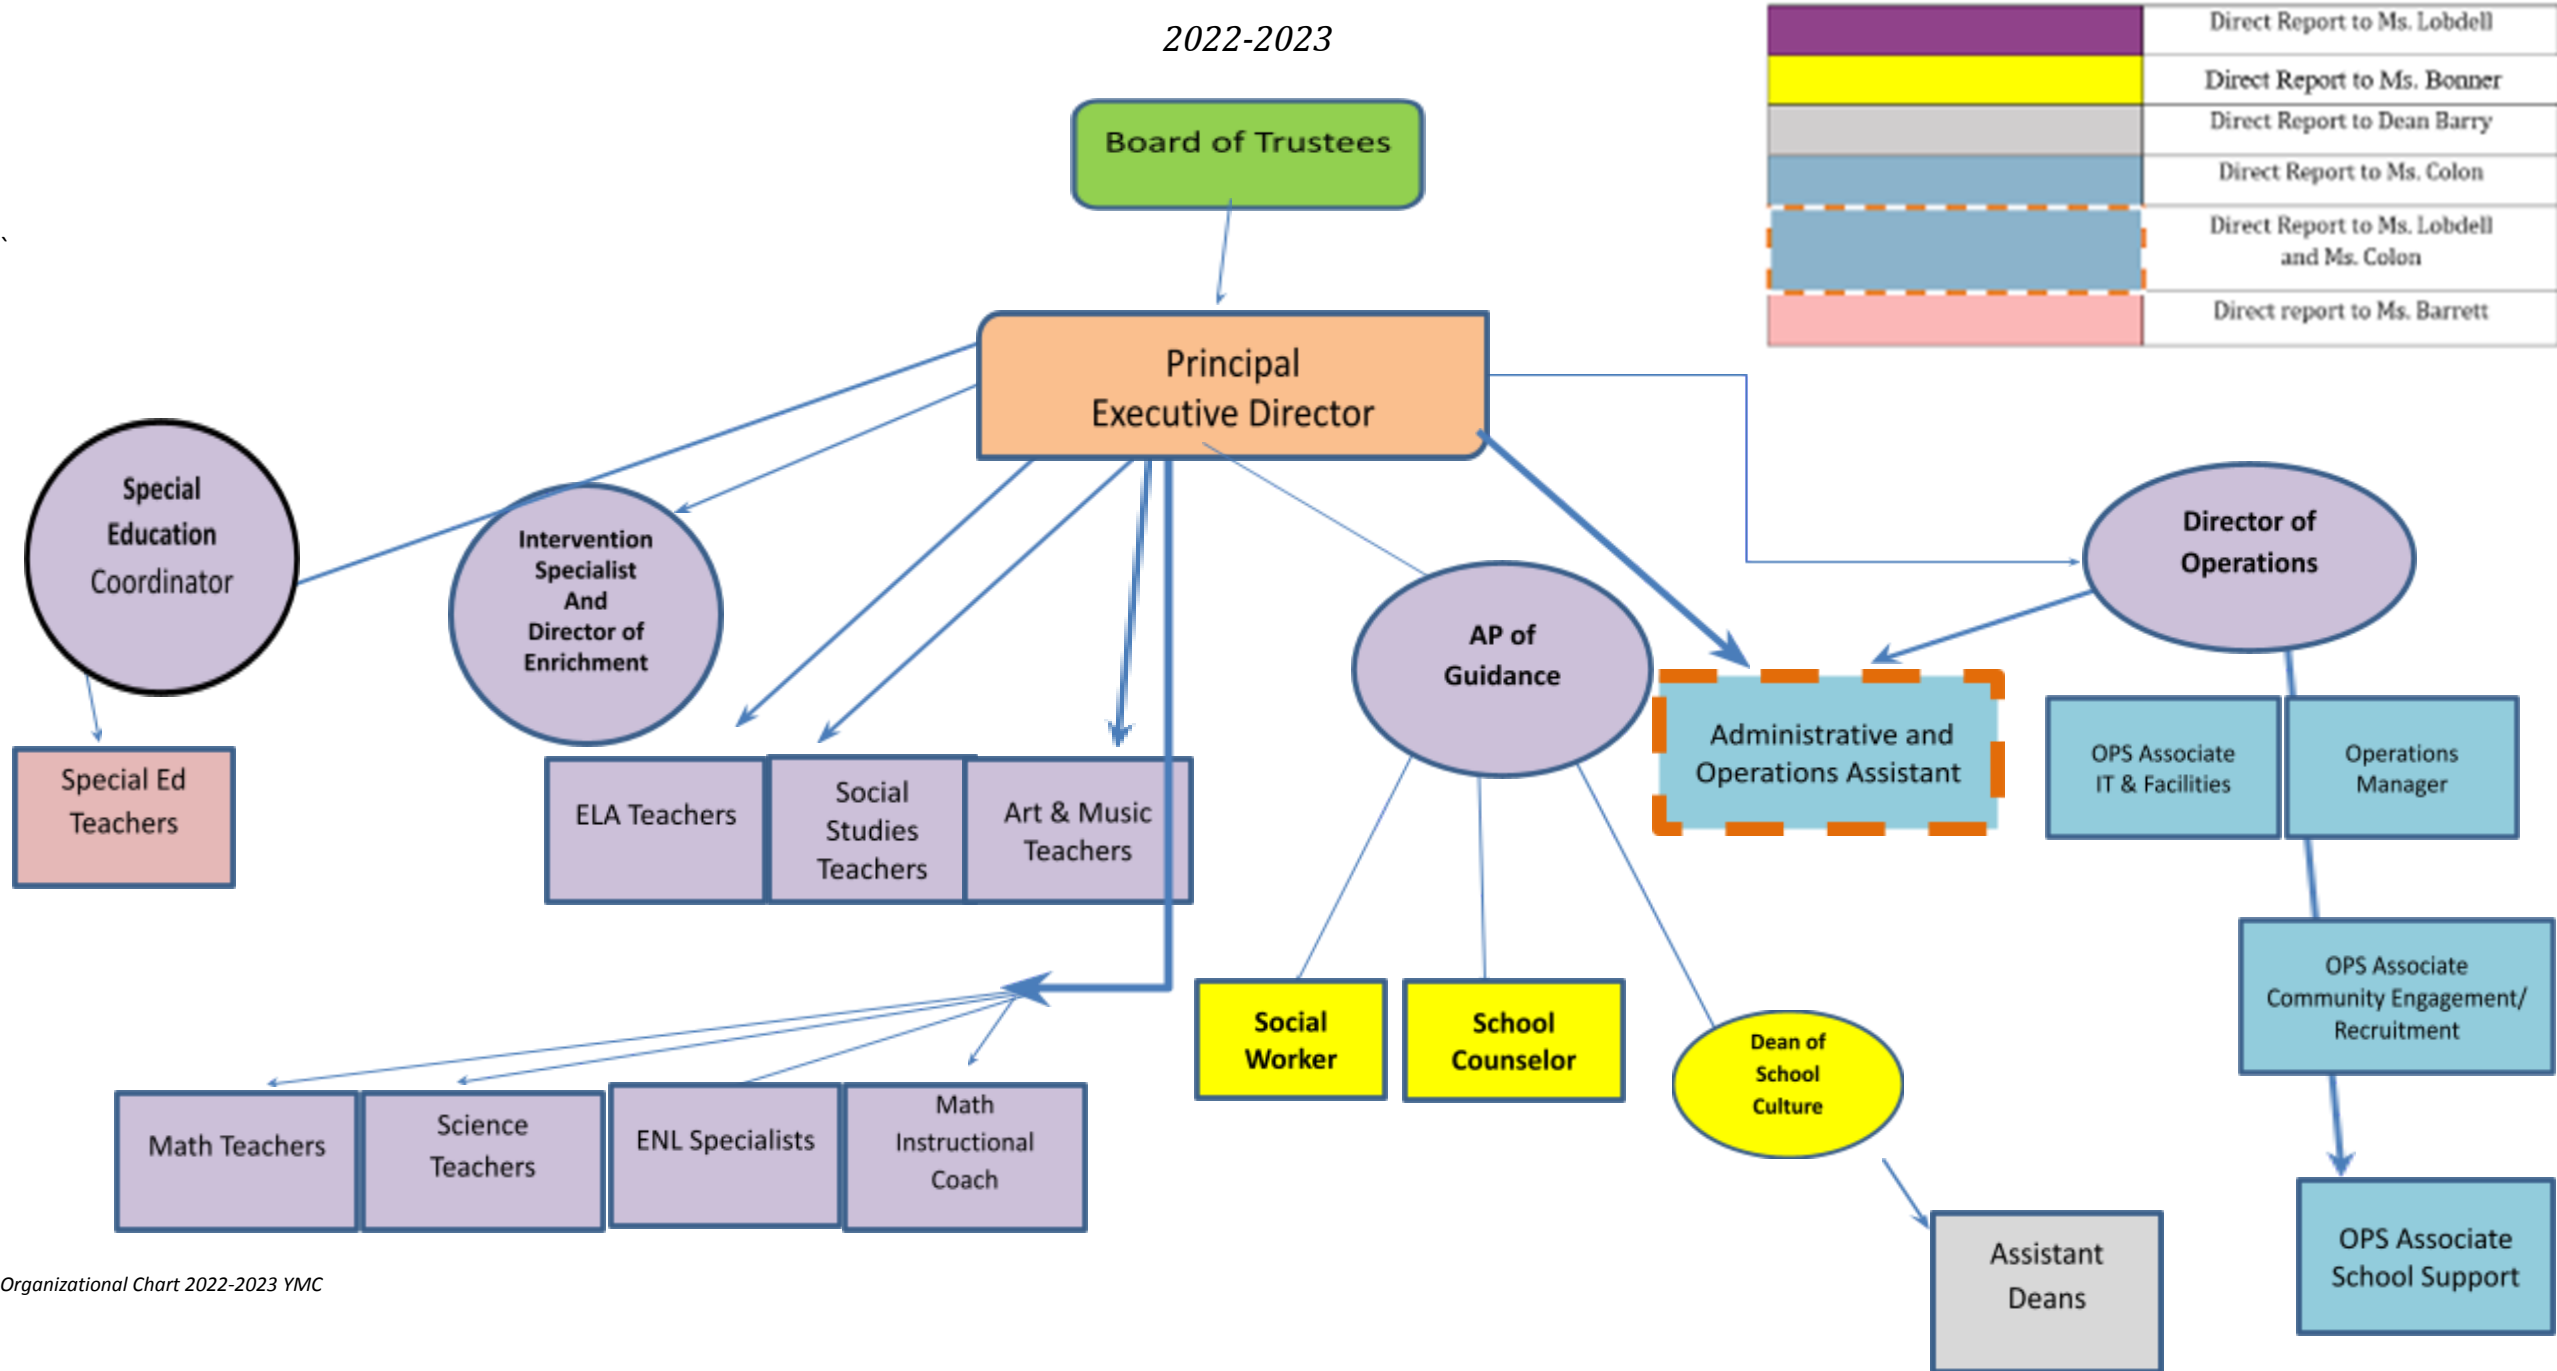 2022-2023
Direct Report to Ms. Lobdell
Direct Report to Ms. Bonner
Direct Report to Dean Barry
Direct Report to Ms. Colon
Direct Report to Ms. Lobdell
and Ms. Colon
Direct report to Ms. Barrett
Board of Trustees
`
Principal
Executive Director
Special
Education
Coordinator
Intervention
Specialist
And
Director of
Enrichment
AP of
Guidance
Director of
Operations
Special Ed
Teachers
ELA Teachers
Social
Studies
Teachers
Art & Music
Teachers
Administrative and
Operations Assistant
OPS Associate
IT & Facilities
Operations
Manager
OPS Associate
Community Engagement/
Recruitment
Social
Worker
School
Counselor
Dean of
School
Culture
Math Teachers
Science
Teachers
ENL Specialists
Math
Instructional
Coach
Assistant
Deans
OPS Associate
School Support
Organizational Chart 2022-2023 YMC